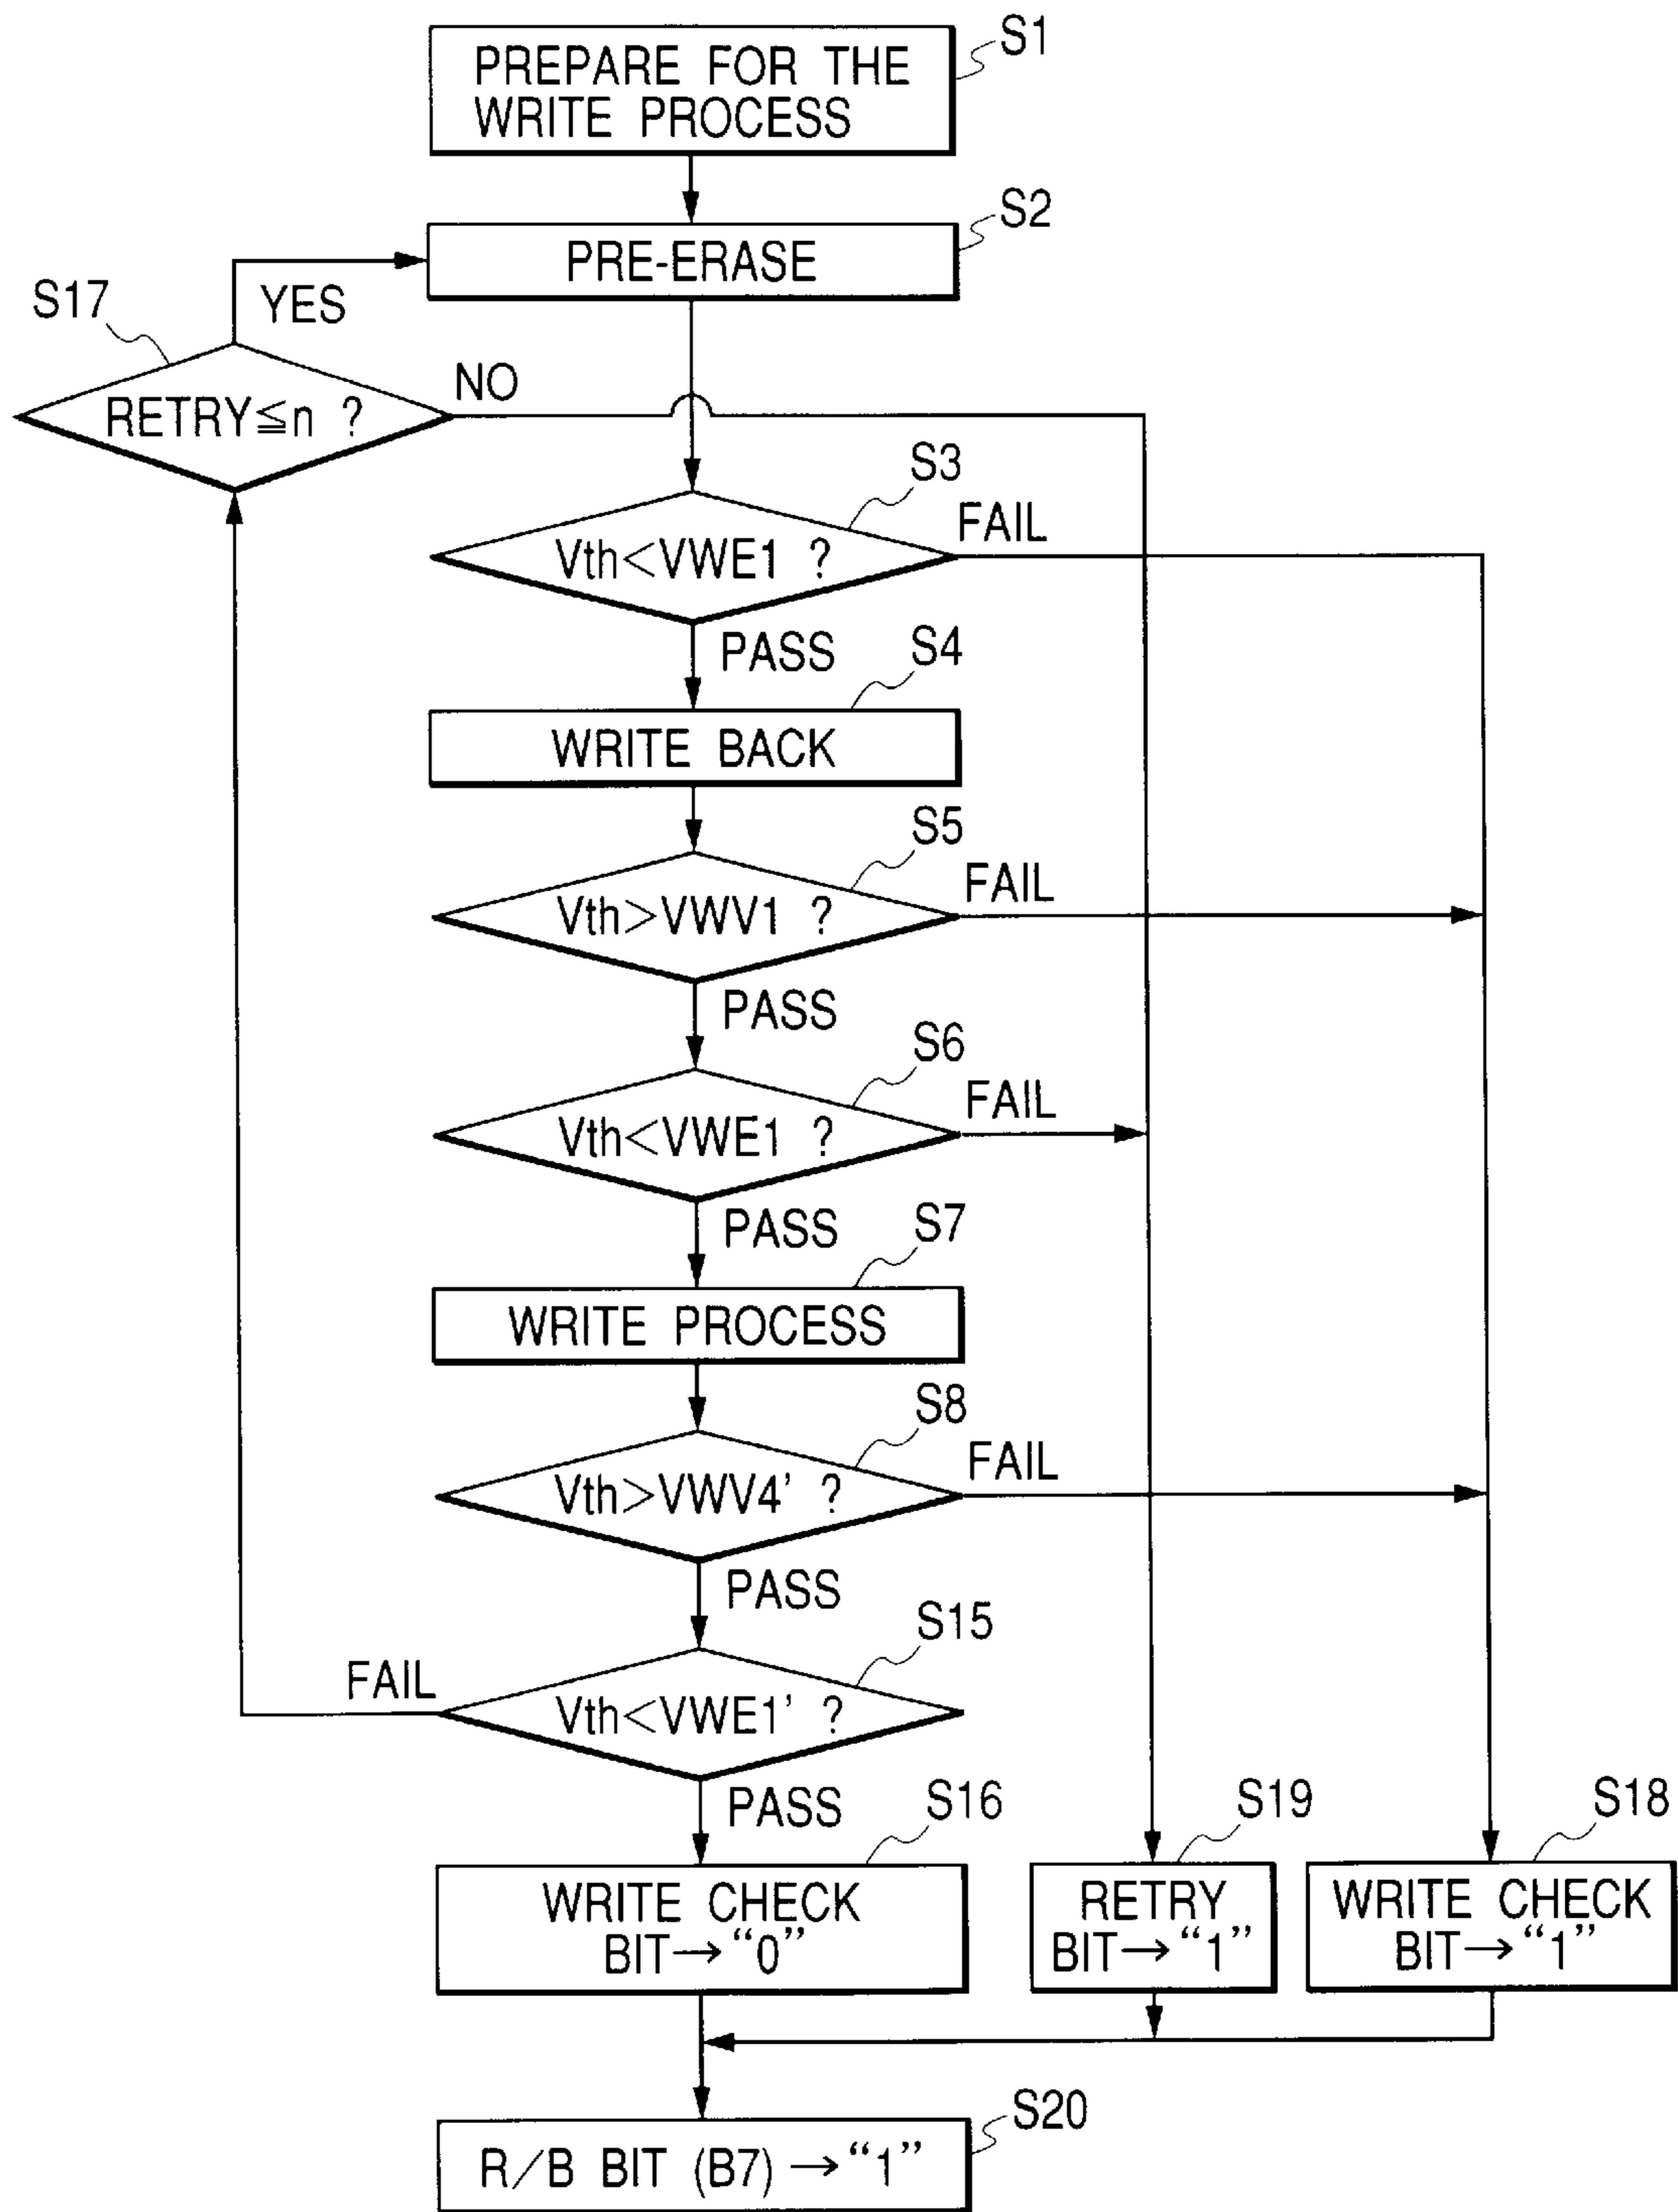 S1
PREPARE FOR THE
WRITE PROCESS
S2
PRE-ERASE
S17
YES
RETRY≦n ?
NO
S3
Vth<VWE1 ?
FAIL
PASS
S4
WRITE BACK
S5
Vth>VWV1 ?
FAIL
PASS
S6
Vth<VWE1 ?
FAIL
PASS
S7
WRITE PROCESS
S8
Vth>VWV4' ?
FAIL
PASS
S15
FAIL
Vth<VWE1' ?
PASS
S16
WRITE CHECK
BIT→“0”
S19
RETRY
BIT→“1”
S18
WRITE CHECK
BIT→“1”
S20
R/B BIT (B7)→“1”